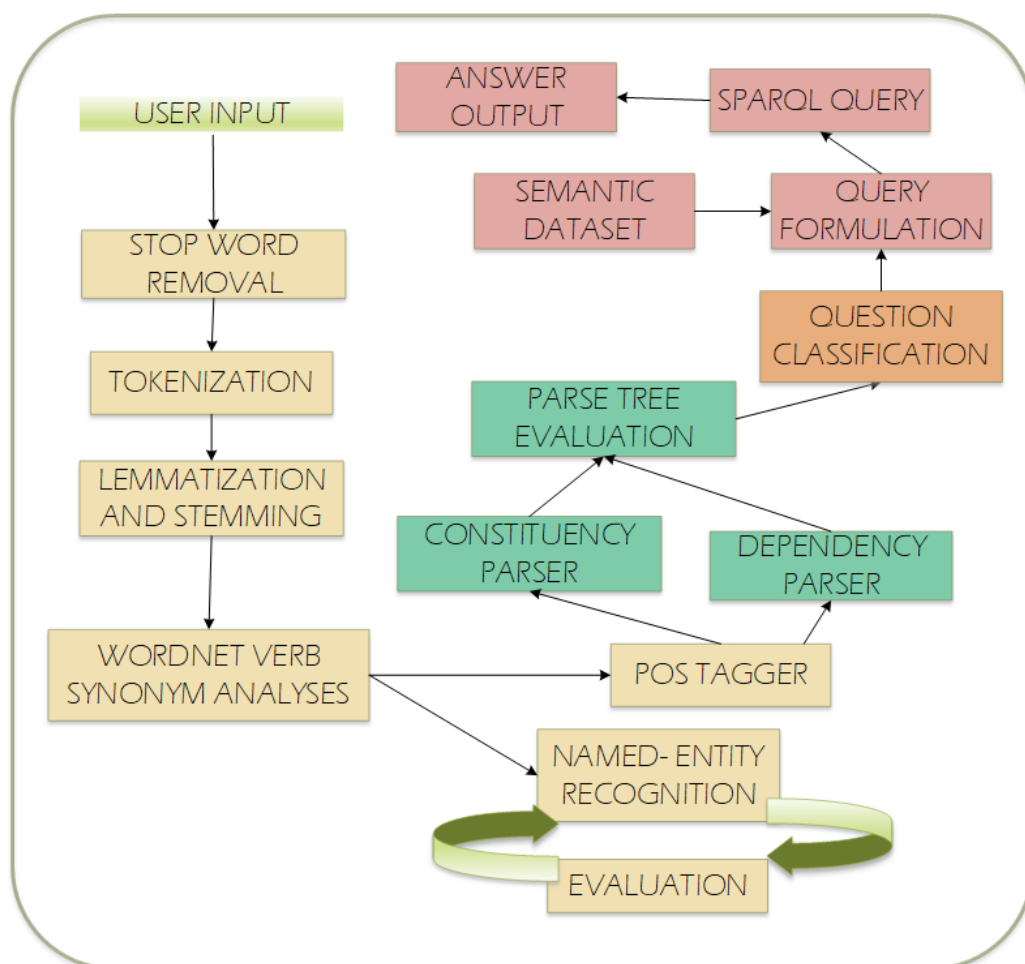 USER INPUT
STOP WORD
REMOVAL
TOKENIZATION
LEMMATIZATION
AND STEMMING
WORDNET VERB
SYNONYM ANALYSES
ANSWER
OUTPUT
SPARQL QUERY
SEMANTIC
DATASET
QUERY
FORMULATION
QUESTION
CLASSIFICATION
PARSE TREE
EVALUATION
CONSTITUENCY
PARSER
DEPENDENCY
PARSER
POS TAGGER
NAMED- ENTITY
RECOGNITION
EVALUATION